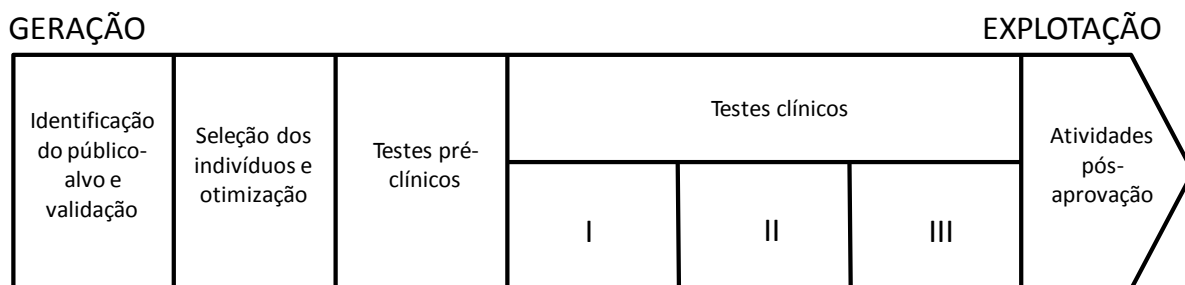 GERAÇÃO
EXPLOTAÇÃO
Identificação
do público-
alvo e
validação
Seleção dos
indivíduos e
otimização
Testes pré-
clínicos
Testes clínicos
I
II
III
Atividades
pós-
aprovação